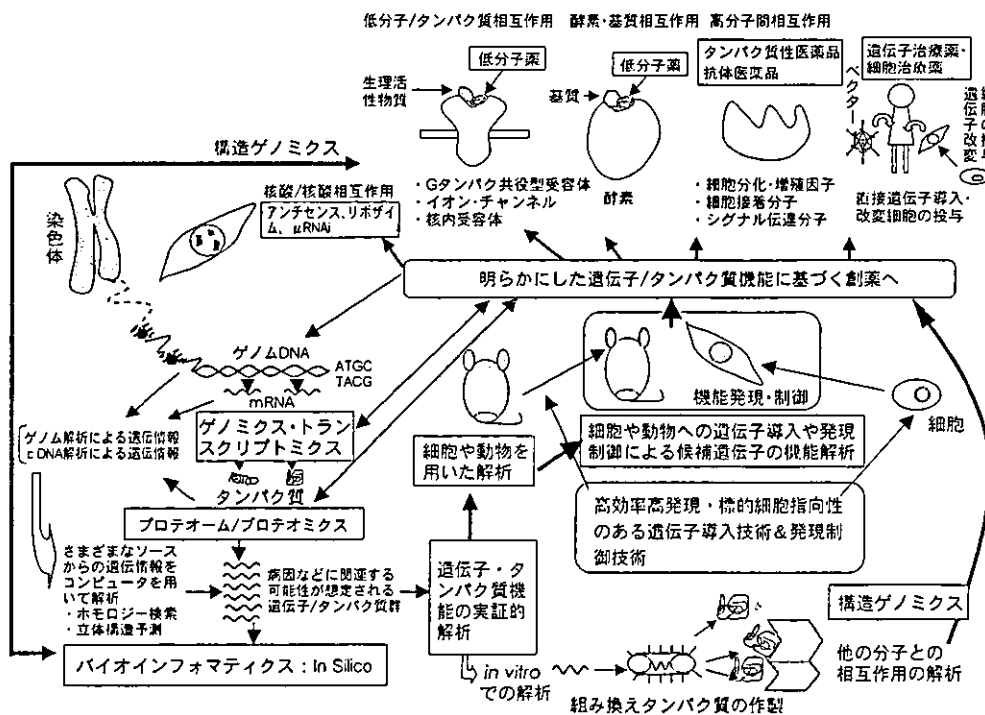 低分子/タンパク質相互作用
酵素・基質相互作用
高分子間相互作用
低分子薬
生理活
性物質
低分子薬
基質
タンパク質性医薬品
抗体医薬品
遺伝子治療薬・
細胞治療薬
ベクター
遺伝子改変
構造ゲノミクス
・Gタンパク共役型受容体
・イオン・チャンネル
・核内受容体
酵素
・細胞分化・増殖因子
・細胞接着分子
・シグナル伝達分子
直接遺伝子導入・
改変細胞の投与
染色体
核酸/核酸相互作用
アンチセンス、リボザイ
ム、μRNAi
明らかにした遺伝子/タンパク質機能に基づく創薬へ
ゲノムDNA
ATGC
TACG
mRNA
機能発現・制御
細胞
ゲノム解析による遺伝情報
cDNA解析による遺伝情報
ゲノミクス・トラン
スクリプトミクス
細胞や動物を
用いた解析
細胞や動物への遺伝子導入や発現
制御による候補遺伝子の機能解析
タンパク質
プロテオーム/プロテオミクス
高効率高発現・標的細胞指向性
のある遺伝子導入技術&発現制
御技術
さまざまなソース
からの遺伝情報を
コンピュータを用
いて解析
・ホモロジー検索
・立体構造予測
病因などに関連する
可能性が想定される
遺伝子/タンパク質群
遺伝子・タ
ンパク質機
能の実証的
解析
構造ゲノミクス
バイオインフォマティクス：In Silico
in vitro
での解析
組み換えタンパク質の作製
他の分子との
相互作用の解析